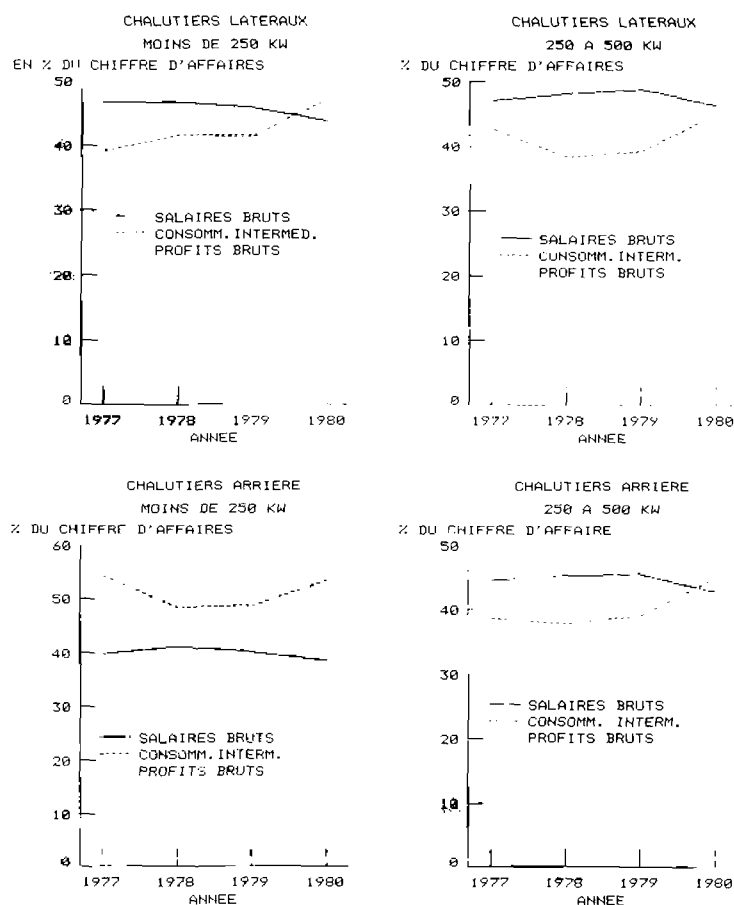 CHALUTIERS LATERAUX
MOINS DE 250 KW
EN % DU CHIFFRE D'AFFAIRES
50
40
30
20
10
0
SALAIRES BRUTS
CONSOMM.INTERMED.
PROFITS BRUTS
1977 1978 1979 1980
ANNEE
CHALUTIERS LATERAUX
250 A 500 KW
% DU CHIFFRE D'AFFAIRES
50
40
30
20
10
0
SALAIRES BRUTS
CONSOMM.INTERM.
PROFITS BRUTS
1977 1978 1979 1980
ANNEE
CHALUTIERS ARRIERE
MOINS DE 250 KW
% DU CHIFFRE D'AFFAIRES
60
50
40
30
20
10
0
SALAIRES BRUTS
CONSOMM.INTERM.
PROFITS BRUTS
1977 1978 1979 1980
ANNEE
CHALUTIERS ARRIERE
250 A 500 KW
% DU CHIFFRE D'AFFAIRE
50
40
30
20
10
0
SALAIRES BRUTS
CONSOMM. INTERM.
PROFITS BRUTS
1977 1978 1979 1980
ANNEE